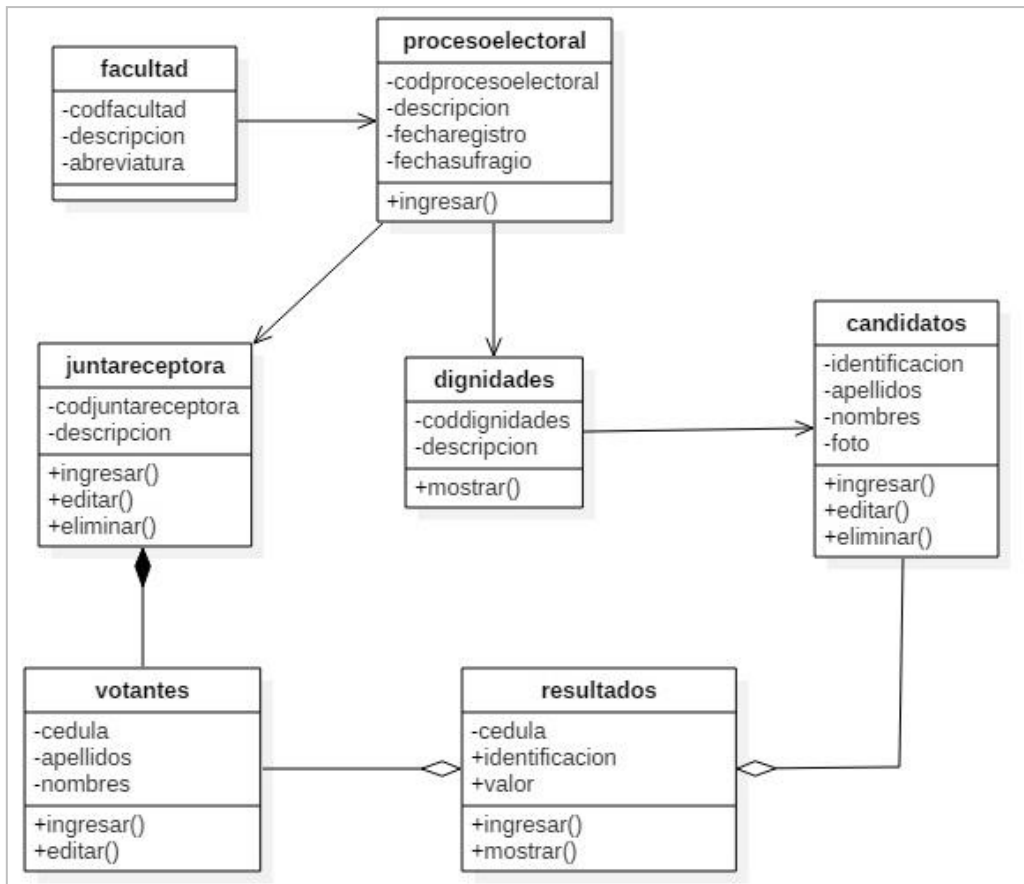 facultad
-codfacultad
-descripcion
-abreviatura
procesoelectoral
-codprocesoelectoral
-descripcion
-fecharegistro
-fechasufragio
+ingresar()
juntareceptora
-codjuntareceptora
-descripcion
+ingresar()
+editar()
+eliminar()
dignidades
-coddignidades
-descripcion
+mostrar()
candidatos
-identificacion
-apellidos
-nombres
-foto
+ingresar()
+editar()
+eliminar()
votantes
-cedula
-apellidos
-nombres
+ingresar()
+editar()
resultados
-cedula
+identificacion
+valor
+ingresar()
+mostrar()